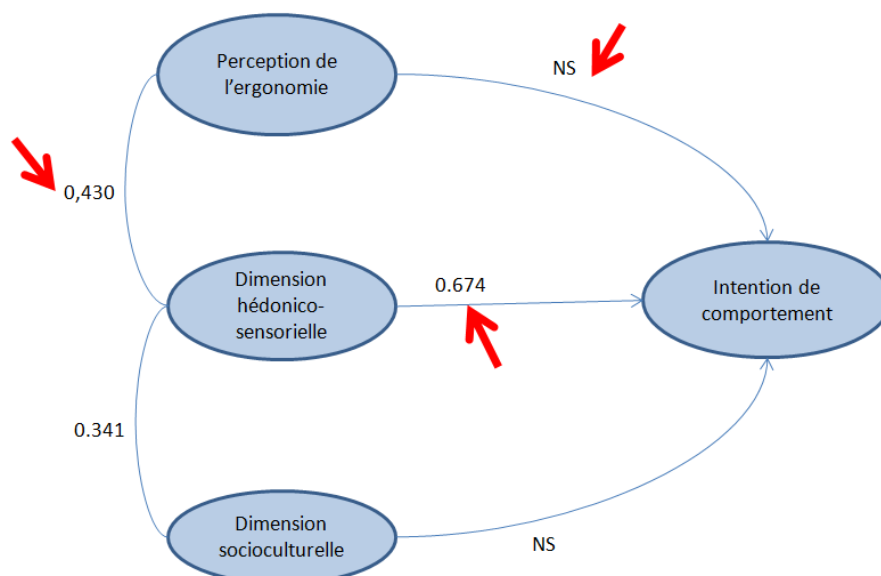 Perception de
l'ergonomie
NS
0,430
Dimension
hédonico-
sensorielle
0.674
Intention de
comportement
0.341
Dimension
socioculturelle
NS